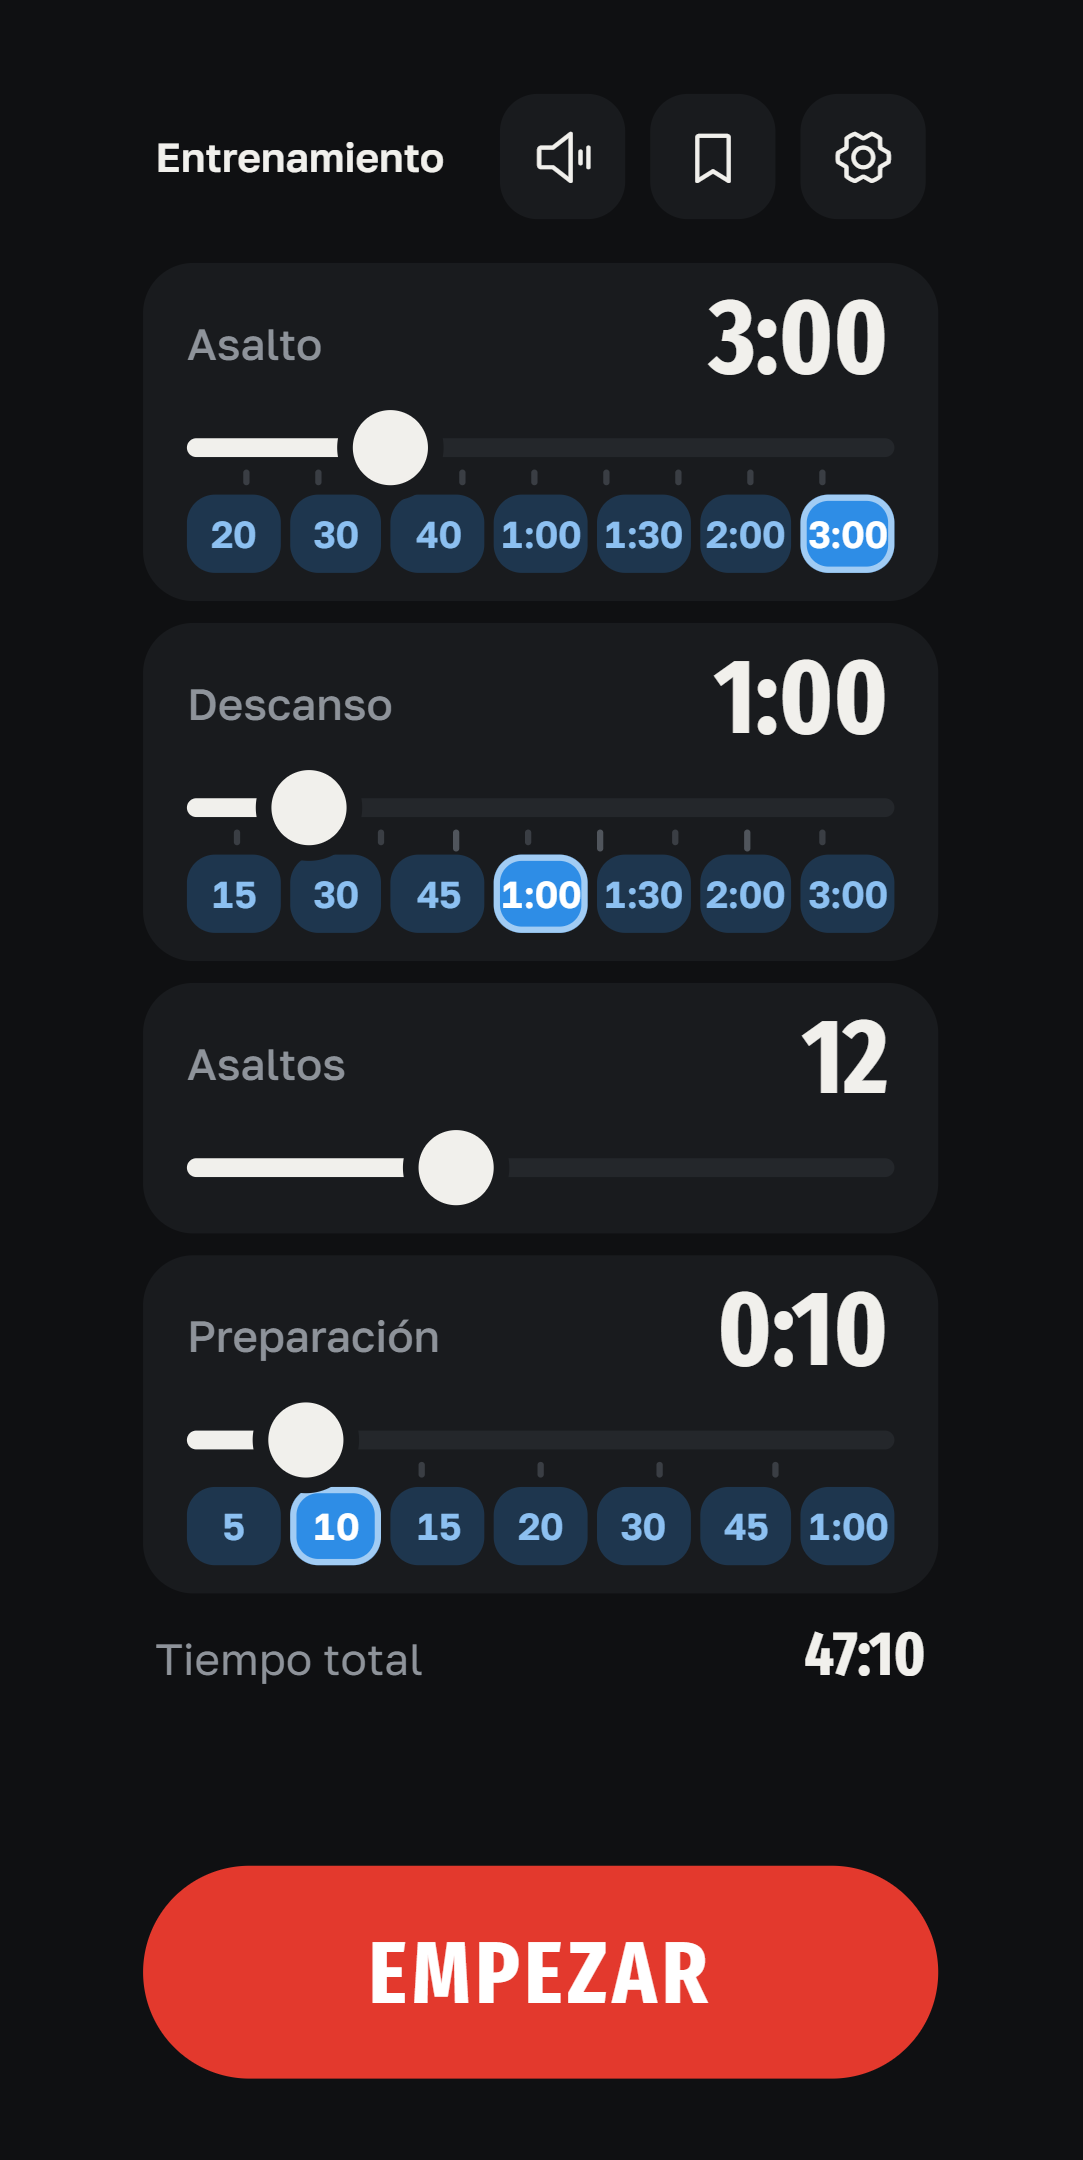 Entrenamiento
Asalto 3:00
20 30 40 1:00 1:30 2:00 3:00
Descanso 1:00
15 30 45 1:00 1:30 2:00 3:00
Asaltos 12
Preparación 0:10
5 10 15 20 30 45 1:00
Tiempo total 47:10
EMPEZAR